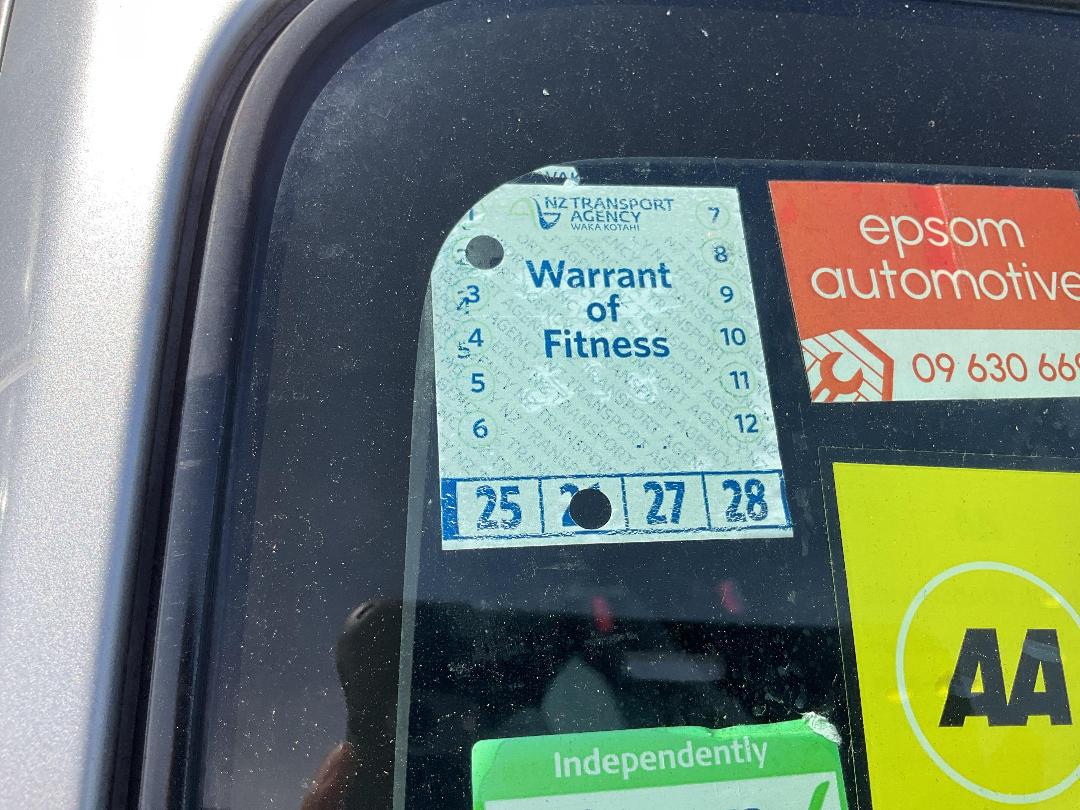 NZ TRANSPORT
AGENCY
WAKA KOTAHI
Warrant
of
Fitness
1
3
4
5
6
7
8
9
10
11
12
25
27
28
epsom
automotive
09 630 669
AA
Independently